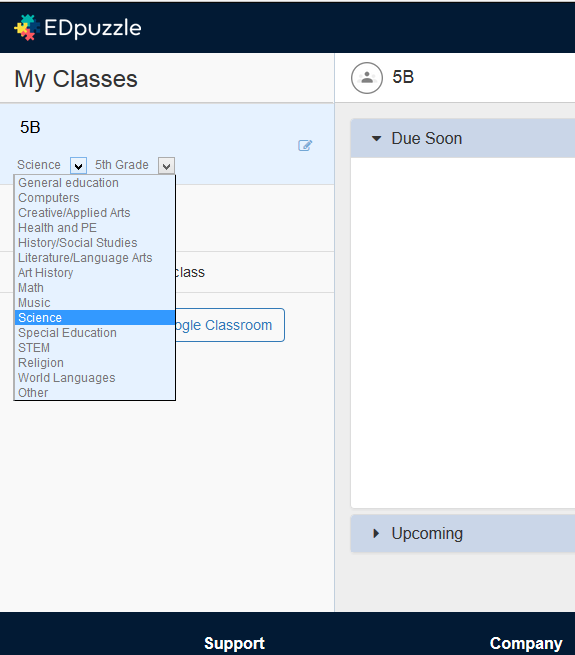 EDpuzzle
My Classes
5B
5B
Due Soon
Science 5th Grade
General education
Computers
Creative/Applied Arts
Health and PE
History/Social Studies
Literature/Language Arts
Art History
Math
Music
Science
Special Education
STEM
Religion
World Languages
Other
class
ogle Classroom
Upcoming
Support
Company